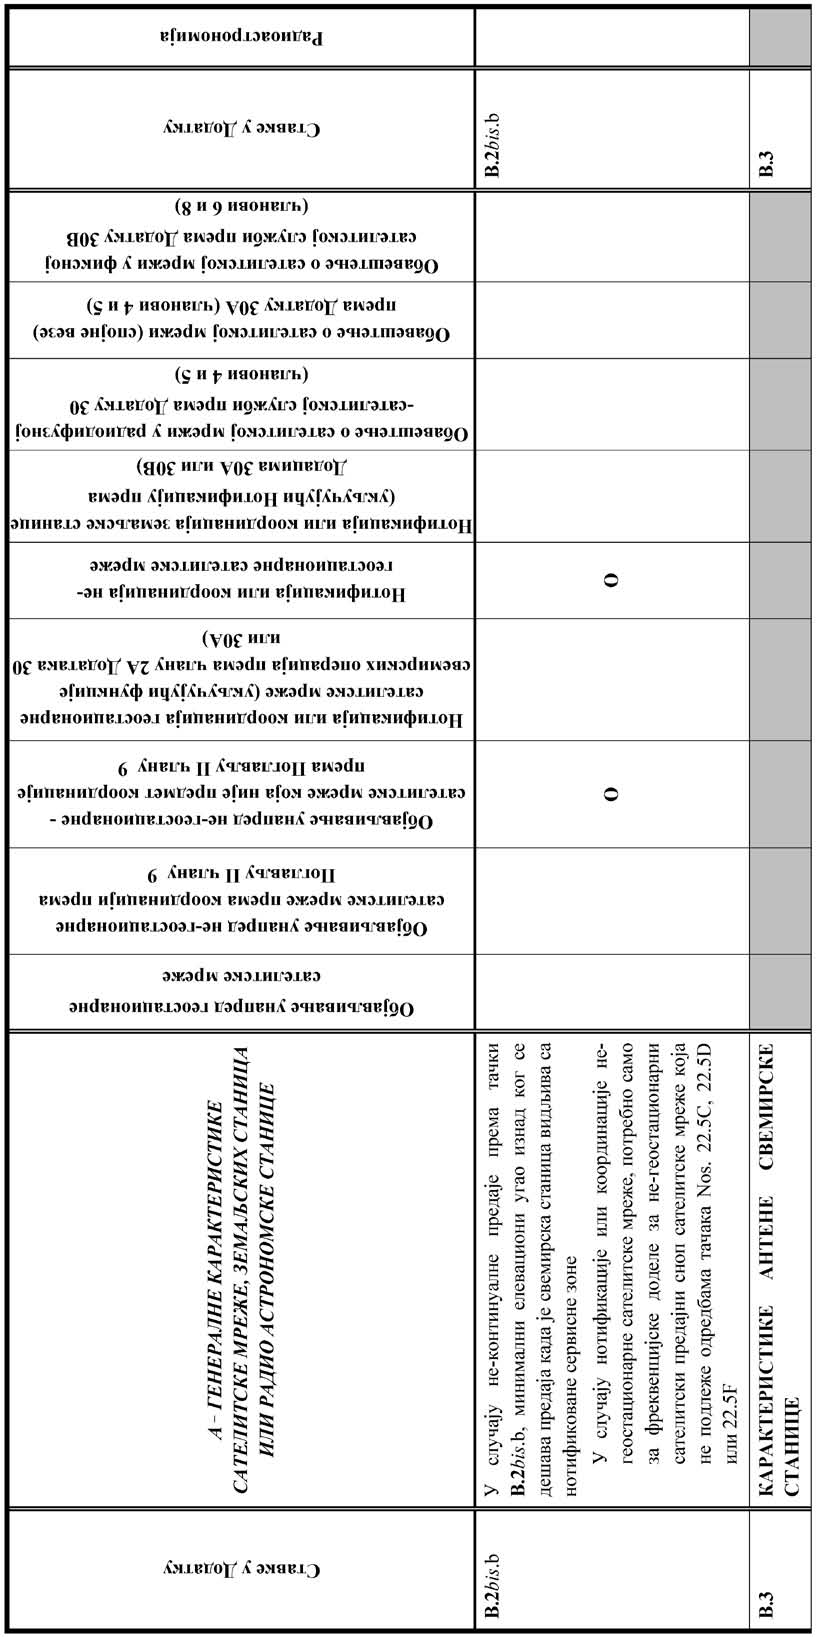 Ставке у Додатку
А – ГЕНЕРАЛНЕ КАРАКТЕРИСТИКЕ
САТЕЛИТСКЕ МРЕЖЕ, ЗЕМАЉСКИХ СТАНИЦА
ИЛИ РАДИО АСТРОНОМСКЕ СТАНИЦЕ
Објављивање унапред геостационарне
сателитске мреже
Објављивање унапред не-геостационарне
сателитске мреже према координацији према
Поглављу II члану 9
Објављивање унапред не-геостационарне -
сателитске мреже која није предмет координације
према Поглављу II члану 9
Нотификација или координација геостационарне
сателитске мреже (укључујући функције
свемирских операција према члану 2А Додатака 30
или 30А)
Нотификација или координација не-
геостационарне сателитске мреже
Нотификација или координација земаљске станице
(укључујући Нотификацију према
Додацима 30А или 30В)
Обавештење о сателитској мрежи у радиодифузној
-сателитској служби према Додатку 30
(чланови 4 и 5)
Обавештење о сателитској мрежи (спојне везе)
према Додатку 30А (чланови 4 и 5)
Обавештење о сателитској мрежи у фиксној
сателитској служби према Додатку 30В
(чланови 6 и 8)
Ставке у Додатку
Радиоастрономија
B.2bis.b
У случају не-континуалне предаје према тачки
B.2bis.b, минимални елевациони угао изнад ког се
дешава предаја када је свемирска станица видљива са
нотификоване сервисне зоне
У случају нотификације или координације не-
геостационарне сателитске мреже, потребно само
за фреквенцијске доделе за не-геостационарни
сателитски предајни сноп сателитске мреже која
не подлеже одредбама тачака Nos. 22.5C, 22.5D
или 22.5F
O
O
B.2bis.b
B.3
КАРАКТЕРИСТИКЕ АНТЕНЕ СВЕМИРСКЕ
СТАНИЦЕ
B.3